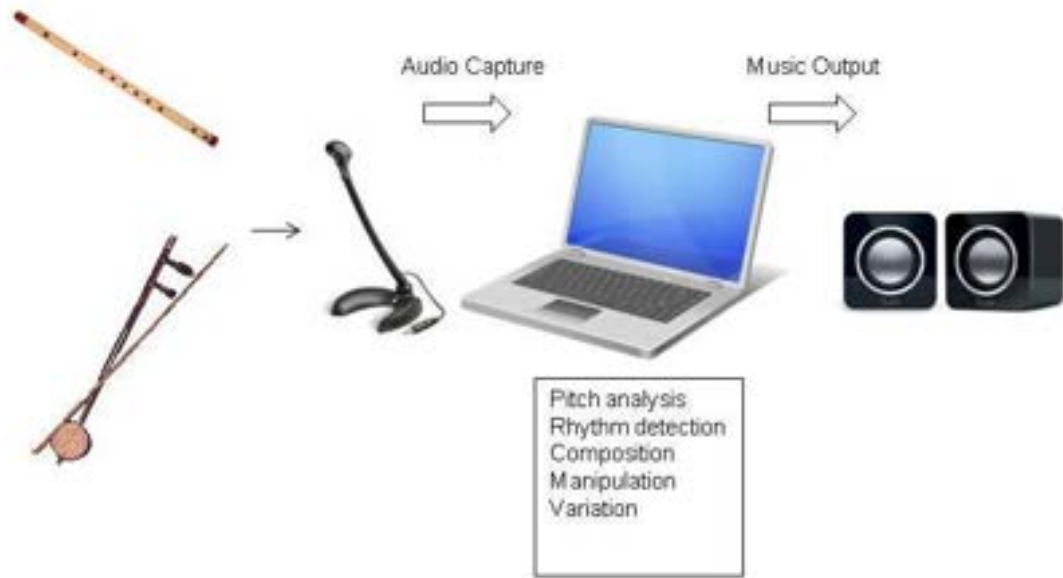 Audio Capture
Music Output
Pitch analysis
Rhythm detection
Composition
Manipulation
Variation